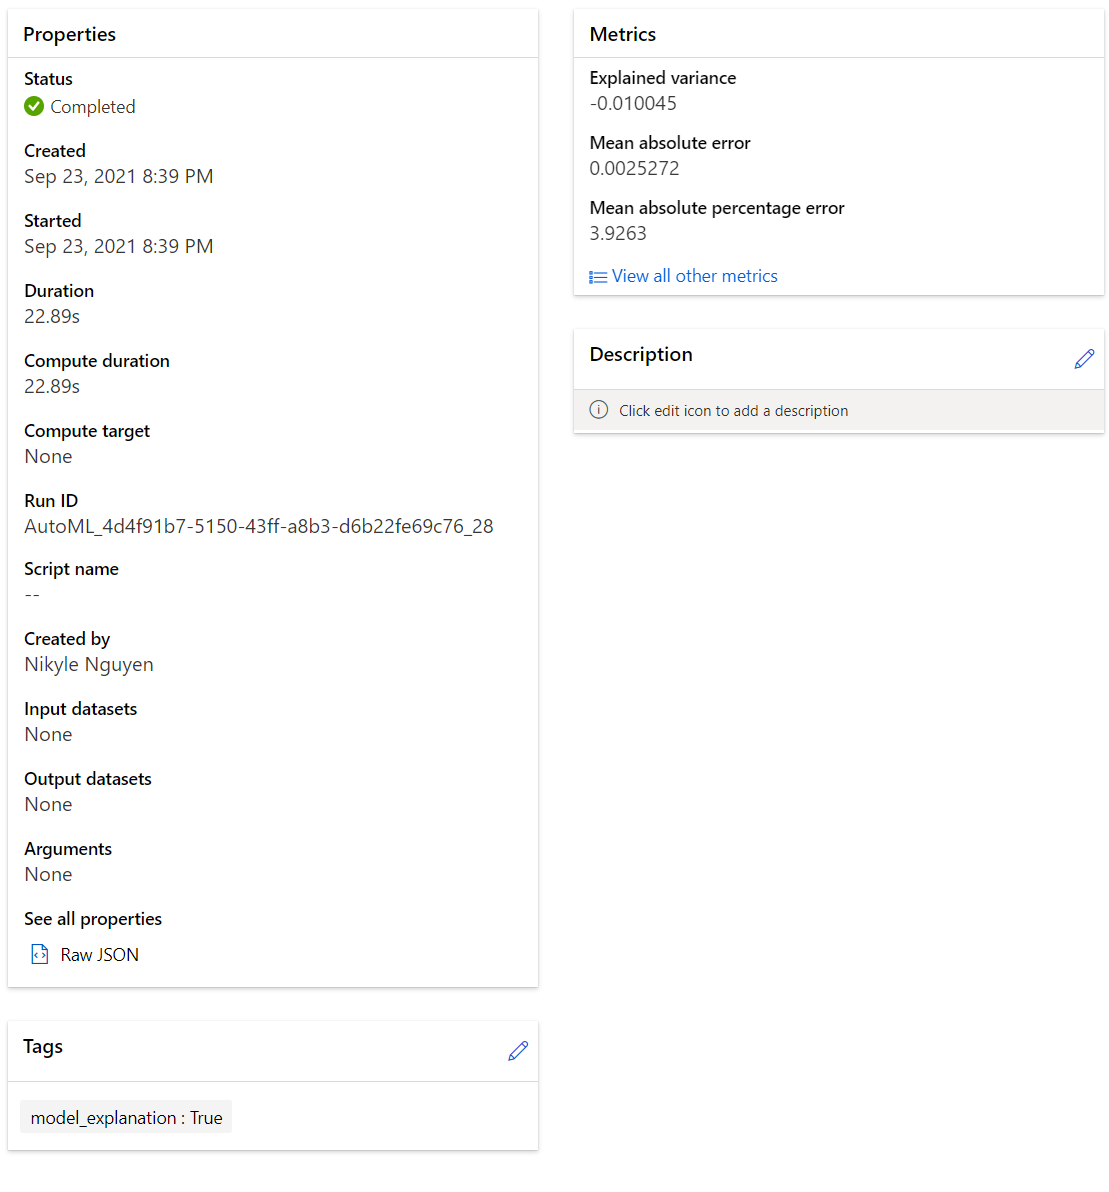 Properties
Status
Completed
Created
Sep 23, 2021 8:39 PM
Started
Sep 23, 2021 8:39 PM
Duration
22.89s
Compute duration
22.89s
Compute target
None
Run ID
AutoML_4d4f91b7-5150-43ff-a8b3-d6b22fe69c76_28
Script name
--
Created by
Nikyle Nguyen
Input datasets
None
Output datasets
None
Arguments
None
See all properties
Raw JSON
Tags
model_explanation : True
Metrics
Explained variance
-0.010045
Mean absolute error
0.0025272
Mean absolute percentage error
3.9263
View all other metrics
Description
Click edit icon to add a description